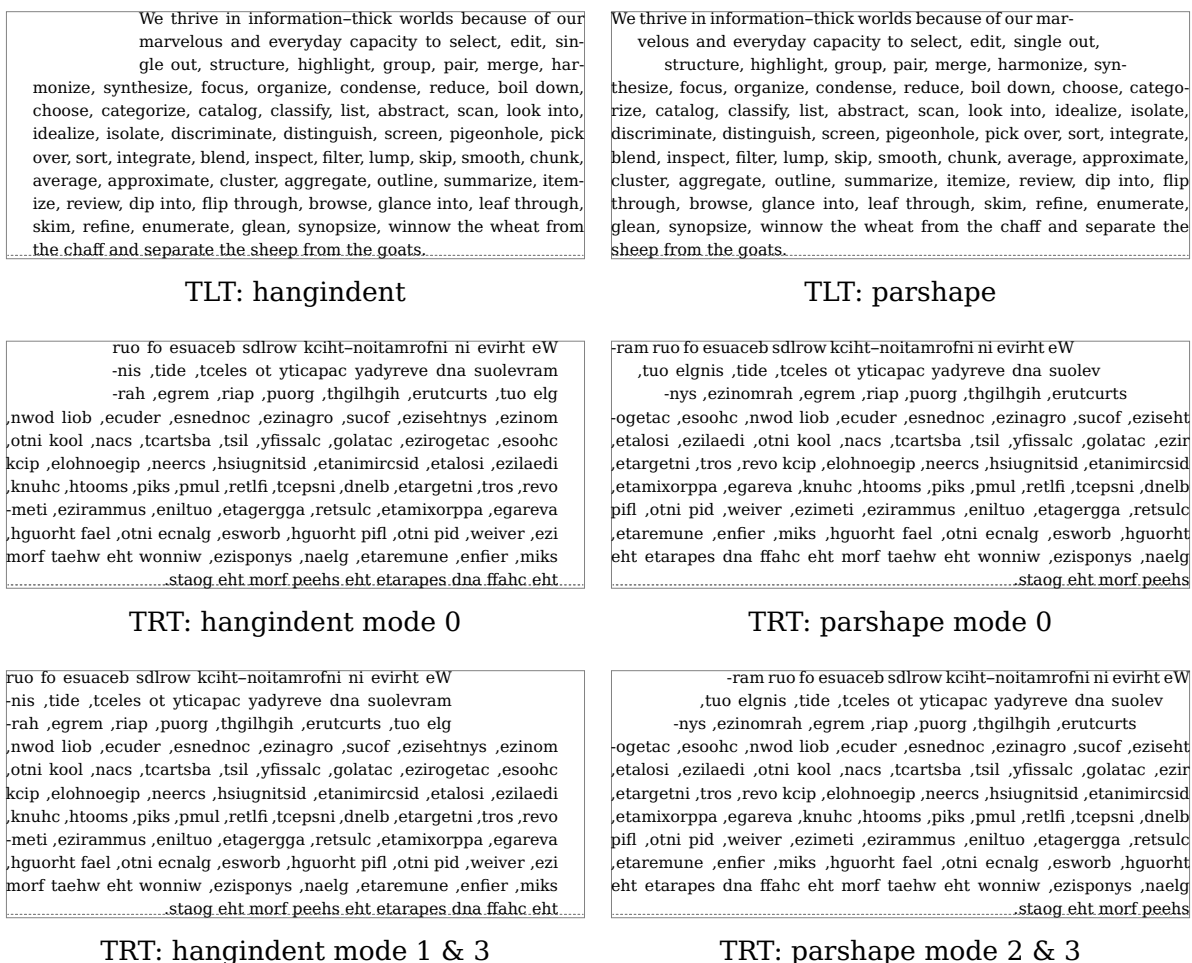 We thrive in information–thick worlds because of our
marvelous and everyday capacity to select, edit, sin-
gle out, structure, highlight, group, pair, merge, har-
monize, synthesize, focus, organize, condense, reduce, boil down,
choose, categorize, catalog, classify, list, abstract, scan, look into,
idealize, isolate, discriminate, distinguish, screen, pigeonhole, pick
over, sort, integrate, blend, inspect, filter, lump, skip, smooth, chunk,
average, approximate, cluster, aggregate, outline, summarize, item-
ize, review, dip into, flip through, browse, glance into, leaf through,
skim, refine, enumerate, glean, synopsize, winnow the wheat from
the chaff and separate the sheep from the goats.
TLT: hangindent
We thrive in information–thick worlds because of our mar-
velous and everyday capacity to select, edit, single out,
structure, highlight, group, pair, merge, harmonize, syn-
thesize, focus, organize, condense, reduce, boil down, choose, catego-
rize, catalog, classify, list, abstract, scan, look into, idealize, isolate,
discriminate, distinguish, screen, pigeonhole, pick over, sort, integrate,
blend, inspect, filter, lump, skip, smooth, chunk, average, approximate,
cluster, aggregate, outline, summarize, itemize, review, dip into, flip
through, browse, glance into, leaf through, skim, refine, enumerate,
glean, synopsize, winnow the wheat from the chaff and separate the
sheep from the goats.
TLT: parshape
ruo fo esuaceb sdlrow kciht–noitamrofni ni evirht eW
-nis ,tide ,tceles ot yticapac yadyreve dna suolevram
-rah ,egrem ,riap ,puorg ,thgilhgih ,erutcurts ,tuo elg
,nwod liob ,ecuder ,esnednoc ,ezinagro ,sucof ,ezisehtnys ,ezinom
,otni kool ,nacs ,tcartsba ,tsil ,yfissalc ,golatac ,ezirogetac ,esoohc
kcip ,elohnoegip ,neercs ,hsiugnitsid ,etanimircsid ,etalosi ,ezilaedi
,knuhc ,htooms ,piks ,pmul ,retlfi ,tcepsni ,dnelb ,etargetni ,tros ,revo
-meti ,ezirammus ,eniltuo ,etagergga ,retsulc ,etamixorppa ,egareva
,hguorht fael ,otni ecnalg ,esworb ,hguorht pifl ,otni pid ,weiver ,ezi
morf taehw eht wonniw ,ezisponys ,naelg ,etaremune ,enfier ,miks
.staog eht morf peehs eht etarapes dna ffahc eht
TRT: hangindent mode 0
-ram ruo fo esuaceb sdlrow kciht–noitamrofni ni evirht eW
,tuo elgnis ,tide ,tceles ot yticapac yadyreve dna suolev
-nys ,ezinomrah ,egrem ,riap ,puorg ,thgilhgih ,erutcurts
-ogetac ,esoohc ,nwod liob ,ecuder ,esnednoc ,ezinagro ,sucof ,eziseht
,etalosi ,ezilaedi ,otni kool ,nacs ,tcartsba ,tsil ,yfissalc ,golatac ,ezir
,etargetni ,tros ,revo kcip ,elohnoegip ,neercs ,hsiugnitsid ,etanimircsid
,etamixorppa ,egareva ,knuhc ,htooms ,piks ,pmul ,retlfi ,tcepsni ,dnelb
pifl ,otni pid ,weiver ,ezimeti ,ezirammus ,eniltuo ,etagergga ,retsulc
,etaremune ,enfier ,miks ,hguorht fael ,otni ecnalg ,esworb ,hguorht
eht etarapes dna ffahc eht morf taehw eht wonniw ,ezisponys ,naelg
.staog eht morf peehs
TRT: parshape mode 0
ruo fo esuaceb sdlrow kciht–noitamrofni ni evirht eW
-nis ,tide ,tceles ot yticapac yadyreve dna suolevram
-rah ,egrem ,riap ,puorg ,thgilhgih ,erutcurts ,tuo elg
,nwod liob ,ecuder ,esnednoc ,ezinagro ,sucof ,ezisehtnys ,ezinom
,otni kool ,nacs ,tcartsba ,tsil ,yfissalc ,golatac ,ezirogetac ,esoohc
kcip ,elohnoegip ,neercs ,hsiugnitsid ,etanimircsid ,etalosi ,ezilaedi
,knuhc ,htooms ,piks ,pmul ,retlfi ,tcepsni ,dnelb ,etargetni ,tros ,revo
-meti ,ezirammus ,eniltuo ,etagergga ,retsulc ,etamixorppa ,egareva
,hguorht fael ,otni ecnalg ,esworb ,hguorht pifl ,otni pid ,weiver ,ezi
morf taehw eht wonniw ,ezisponys ,naelg ,etaremune ,enfier ,miks
.staog eht morf peehs eht etarapes dna ffahc eht
TRT: hangindent mode 1 & 3
-ram ruo fo esuaceb sdlrow kciht–noitamrofni ni evirht eW
,tuo elgnis ,tide ,tceles ot yticapac yadyreve dna suolev
-nys ,ezinomrah ,egrem ,riap ,puorg ,thgilhgih ,erutcurts
-ogetac ,esoohc ,nwod liob ,ecuder ,esnednoc ,ezinagro ,sucof ,eziseht
,etalosi ,ezilaedi ,otni kool ,nacs ,tcartsba ,tsil ,yfissalc ,golatac ,ezir
,etargetni ,tros ,revo kcip ,elohnoegip ,neercs ,hsiugnitsid ,etanimircsid
,etamixorppa ,egareva ,knuhc ,htooms ,piks ,pmul ,retlfi ,tcepsni ,dnelb
pifl ,otni pid ,weiver ,ezimeti ,ezirammus ,eniltuo ,etagergga ,retsulc
,etaremune ,enfier ,miks ,hguorht fael ,otni ecnalg ,esworb ,hguorht
eht etarapes dna ffahc eht morf taehw eht wonniw ,ezisponys ,naelg
.staog eht morf peehs
TRT: parshape mode 2 & 3